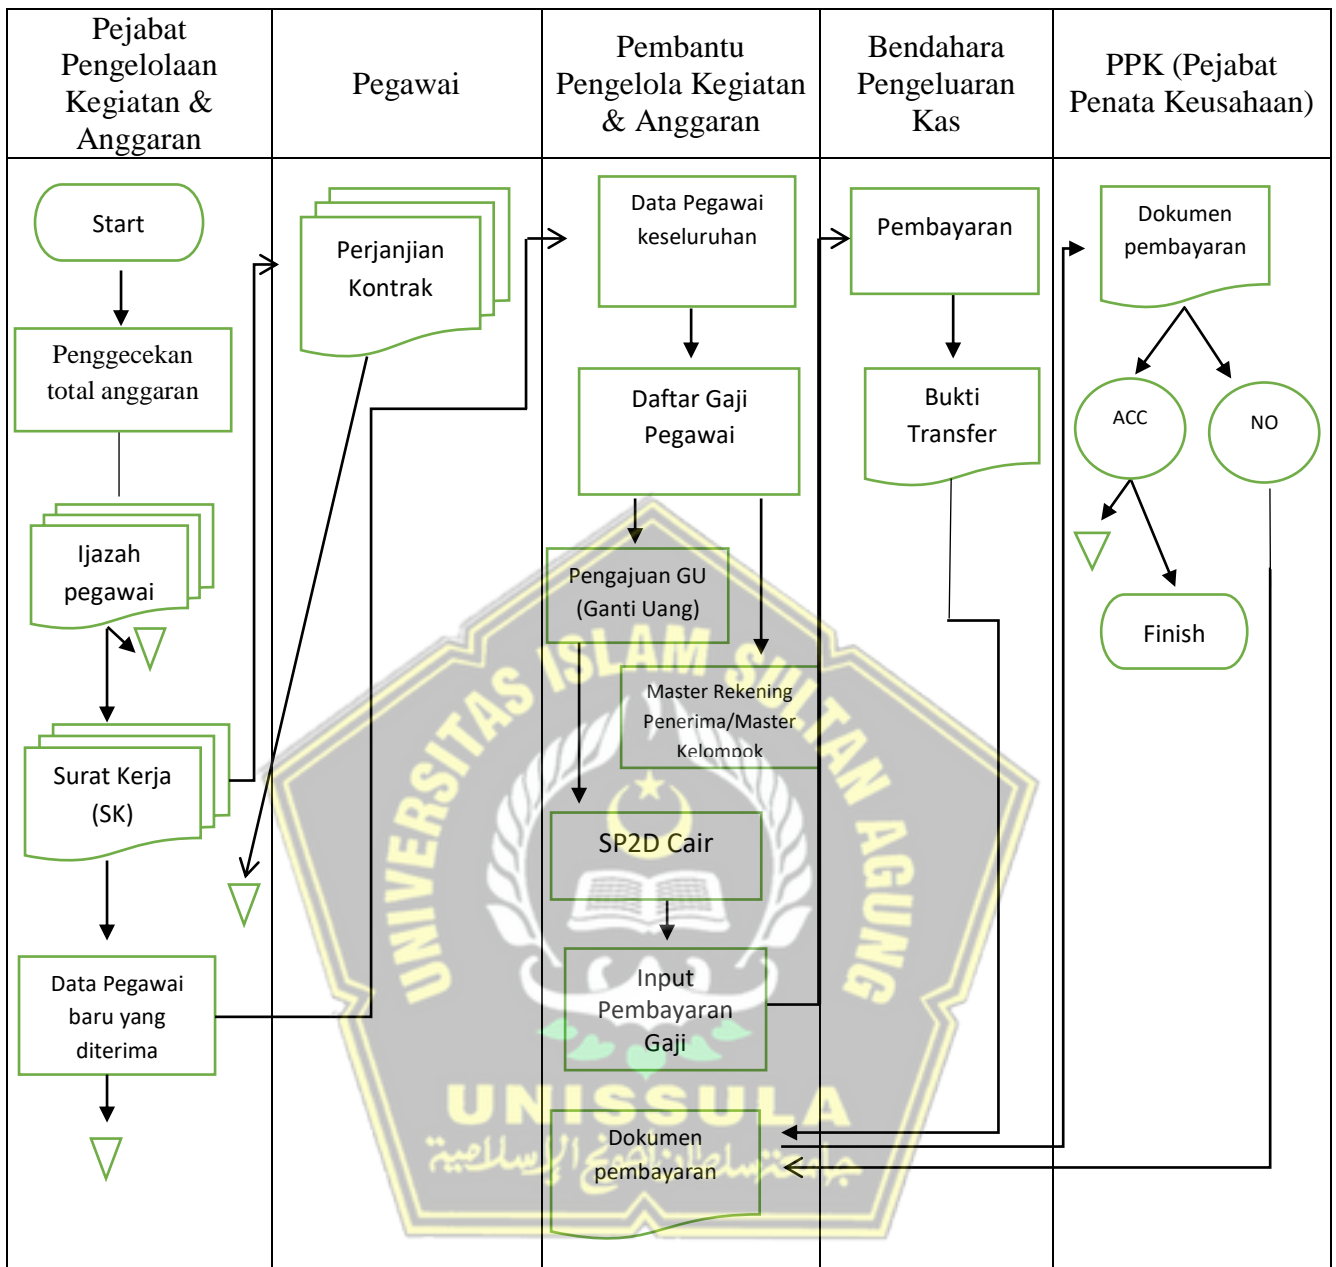 Pejabat
Pengelolaan
Kegiatan &
Anggaran
Pegawai
Pembantu
Pengelola Kegiatan
& Anggaran
Bendahara
Pengeluaran
Kas
PPK (Pejabat
Penata Keusahaan)
Start
Penggecekan
total anggaran
Ijazah
pegawai
Surat Kerja
(SK)
Data Pegawai
baru yang
diterima
Perjanjian
Kontrak
Data Pegawai
keseluruhan
Daftar Gaji
Pegawai
Pengajuan GU
(Ganti Uang)
Master Rekening
Penerima/Master
Kelompok
SP2D Cair
Input
Pembayaran
Gaji
Dokumen
pembayaran
Pembayaran
Bukti
Transfer
Dokumen
pembayaran
ACC
NO
Finish
UNIVERSITAS ISLAM SULTAN AGUNG
UNISSULA